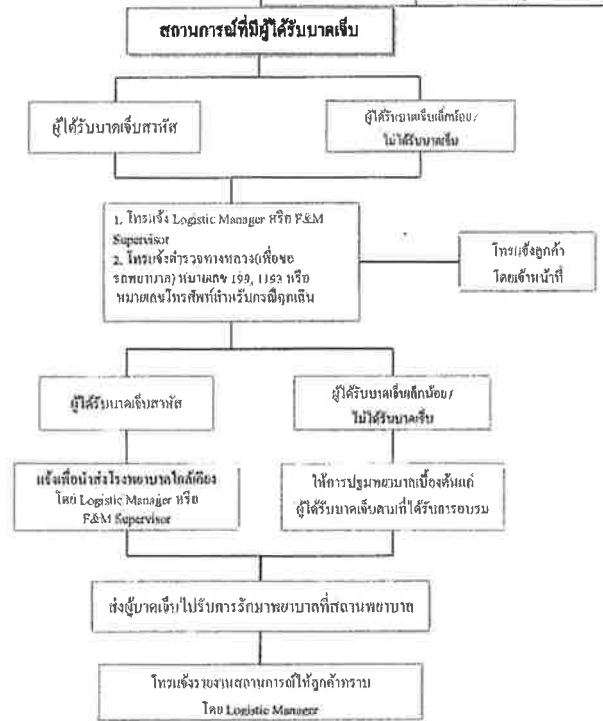 สถานการณ์ที่มีผู้ได้รับบาดเจ็บ
ผู้ได้รับบาดเจ็บสาหัส
ผู้ได้รับบาดเจ็บเล็กน้อย/
ไม่ได้รับบาดเจ็บ
1. โทรแจ้ง Logistic Manager หรือ F&M
Supervisor
2. โทรแจ้งตำรวจทางหลวง(เพื่อขอ
รถพยาบาล) หมายเลข 199, 1193 หรือ
หมายเลขโทรศัพท์สำหรับกรณีฉุกเฉิน
โทรแจ้งลูกค้า
โดยเจ้าหน้าที่
ผู้ได้รับบาดเจ็บสาหัส
ผู้ได้รับบาดเจ็บเล็กน้อย/
ไม่ได้รับบาดเจ็บ
แจ้งเพื่อนำส่งโรงพยาบาลใกล้เคียง
โดย Logistic Manager หรือ
F&M Supervisor
ให้การปฐมพยาบาลเบื้องต้นแก่
ผู้ได้รับบาดเจ็บตามที่ได้รับการอบรม
ส่งผู้บาดเจ็บไปรับการรักษาพยาบาลที่สถานพยาบาล
โทรแจ้งรายงานสถานการณ์ให้ลูกค้าทราบ
โดย Logistic Manager